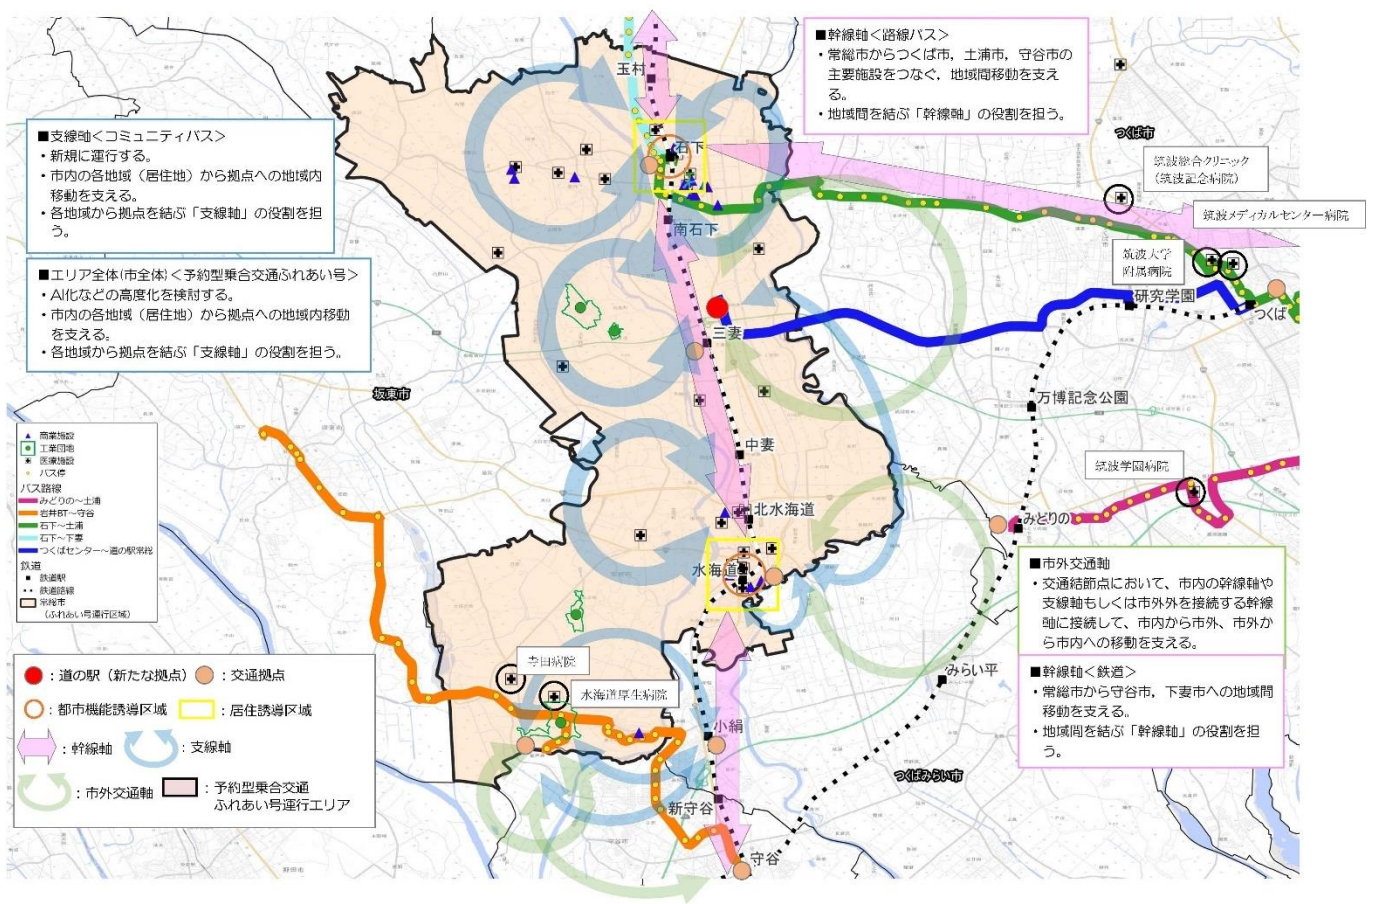 ■幹線軸＜路線バス＞
・常総市からつくば市，土浦市，守谷市の
主要施設をつなぐ，地域間移動を支え
る。
・地域間を結ぶ「幹線軸」の役割を担う。
■支線軸＜コミュニティバス＞
・新規に運行する。
・市内の各地域（居住地）から拠点への地域内
移動を支える。
・各地域から拠点を結ぶ「支線軸」の役割を担
う。
■エリア全体(市全体)＜予約型乗合交通ふれあい号＞
・AI化などの高度化を検討する。
・市内の各地域（居住地）から拠点への地域内移動
を支える。
・各地域から拠点を結ぶ「支線軸」の役割を担う。
玉村
石下
南石下
三妻
中妻
北水海道
水海道
小絹
新守谷
守谷
つくば市
筑波総合クリニック
（筑波記念病院）
筑波メディカルセンター病院
筑波大学
附属病院
研究学園
つくば
万博記念公園
筑波学園病院
みどりの
みらい平
つくばみらい市
坂東市
寺田病院
水海道厚生病院
野田市
商業施設
工業団地
医療施設
バス停
バス路線
みどりの～土浦
岩井BT～守谷
石下～土浦
石下～下妻
つくばセンター～道の駅常総
鉄道
鉄道駅
鉄道路線
常総市
（ふれあい号運行区域）
■市外交通軸
・交通結節点において、市内の幹線軸や
支線軸もしくは市外外を接続する幹線
軸に接続して、市内から市外、市外か
ら市内への移動を支える。
■幹線軸＜鉄道＞
・常総市から守谷市，下妻市への地域間
移動を支える。
・地域間を結ぶ「幹線軸」の役割を担
う。
：道の駅（新たな拠点）
：交通拠点
：都市機能誘導区域
：居住誘導区域
：幹線軸
：支線軸
：市外交通軸
：予約型乗合交通
ふれあい号運行エリア
1